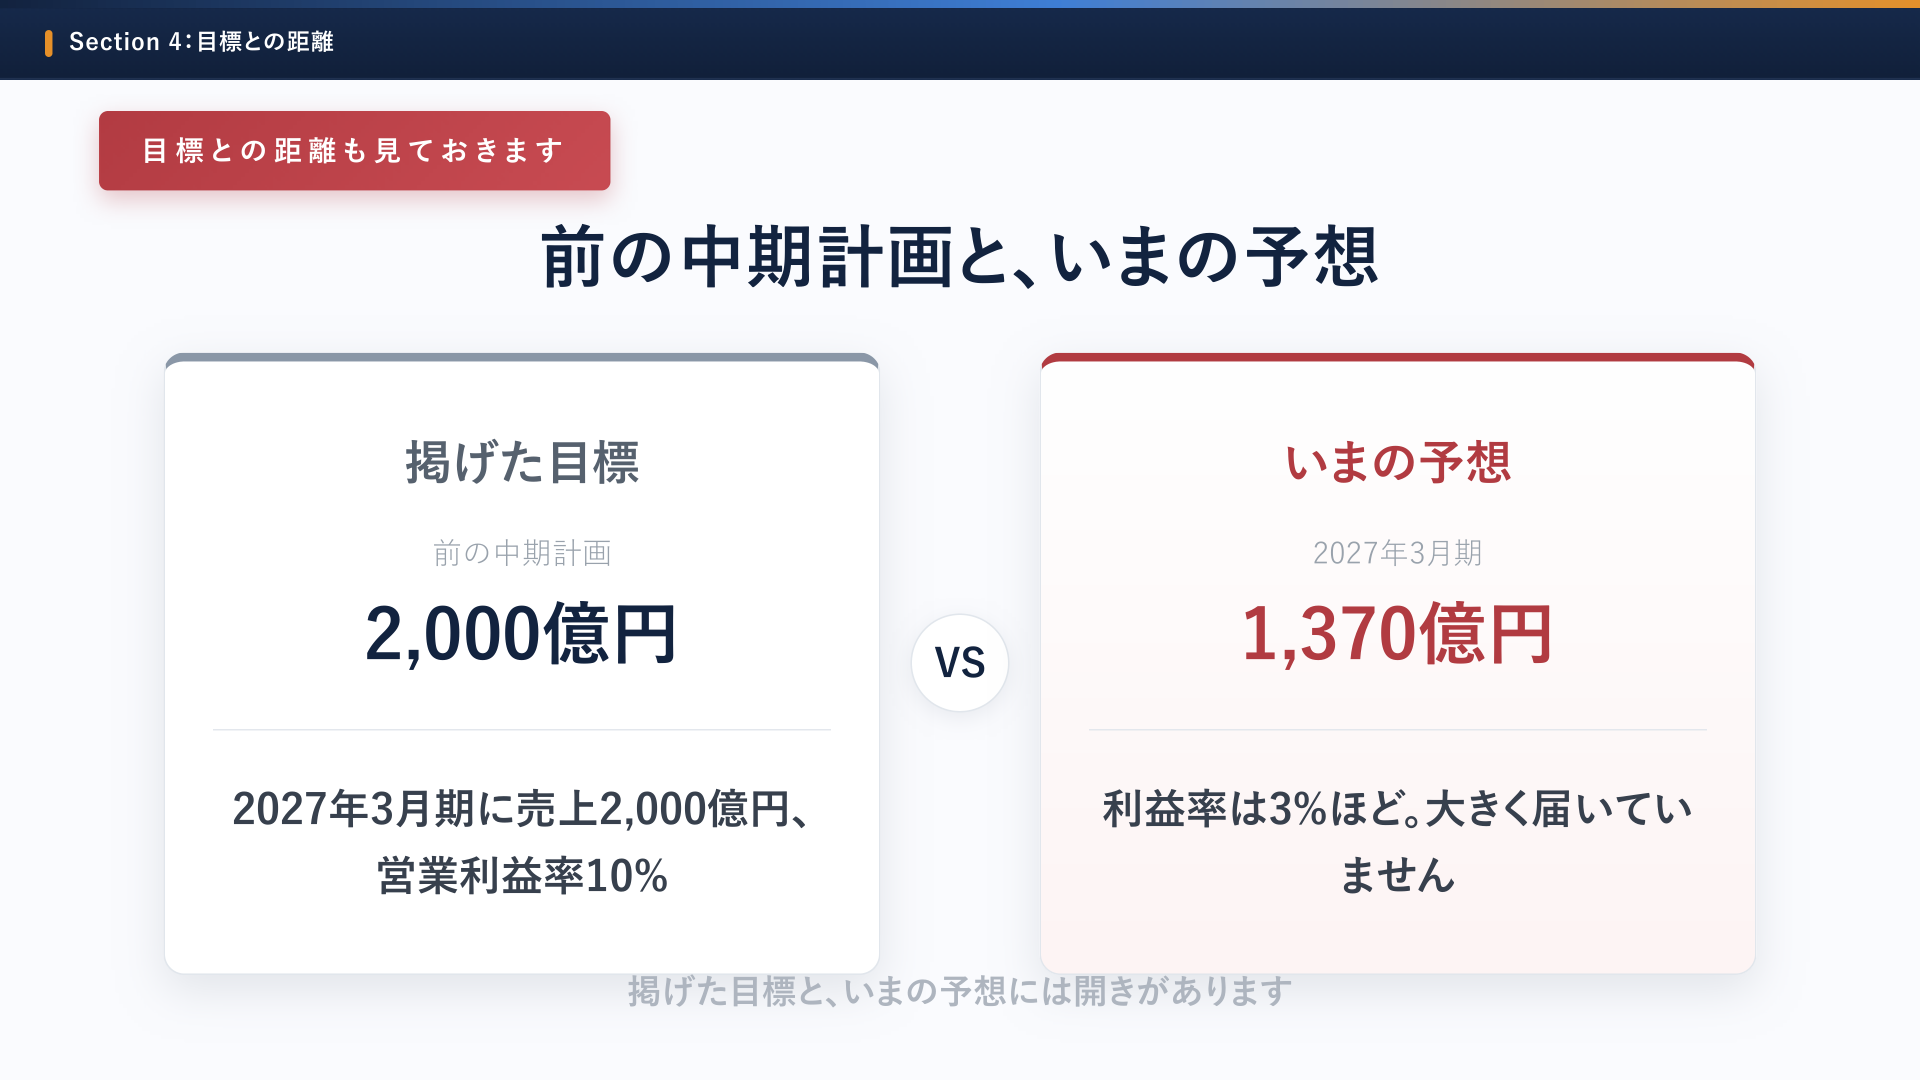 Section 4：目標との距離
目標との距離も見ておきます
前の中期計画と、いまの予想
掲げた目標
前の中期計画
2,000億円
2027年3月期に売上2,000億円、
営業利益率10%
VS
いまの予想
2027年3月期
1,370億円
利益率は3%ほど。大きく届いてい
ません
掲げた目標と、いまの予想には開きがあります